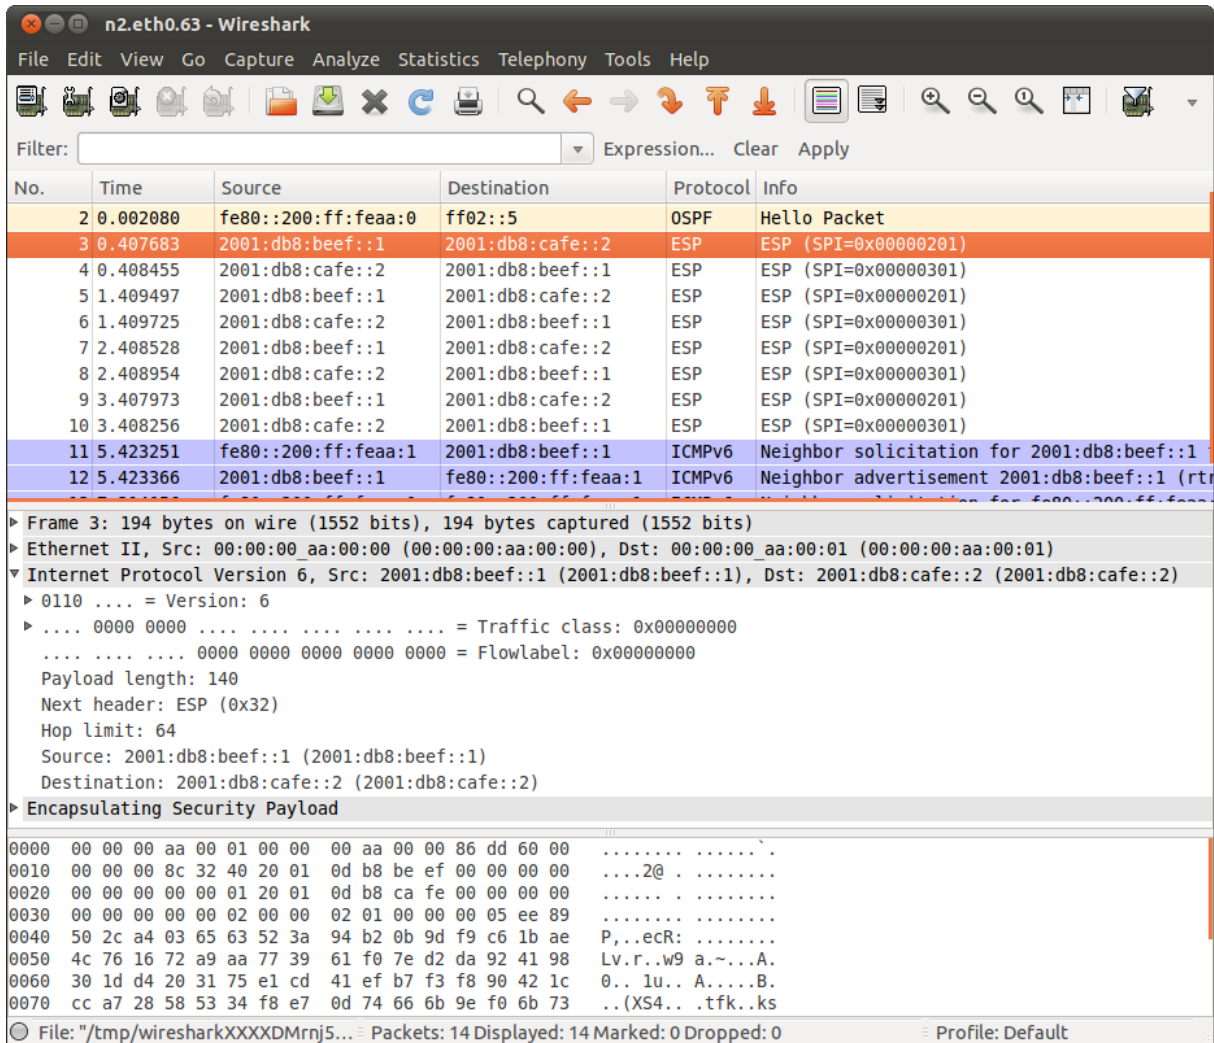 n2.eth0.63 - Wireshark
File Edit View Go Capture Analyze Statistics Telephony Tools Help
Filter: Expression... Clear Apply
No. Time Source Destination Protocol Info
2 0.002080 fe80::200:ff:feaa:0 ff02::5 OSPF Hello Packet
3 0.407683 2001:db8:beef::1 2001:db8:cafe::2 ESP ESP (SPI=0x00000201)
4 0.408455 2001:db8:cafe::2 2001:db8:beef::1 ESP ESP (SPI=0x00000301)
5 1.409497 2001:db8:beef::1 2001:db8:cafe::2 ESP ESP (SPI=0x00000201)
6 1.409725 2001:db8:cafe::2 2001:db8:beef::1 ESP ESP (SPI=0x00000301)
7 2.408528 2001:db8:beef::1 2001:db8:cafe::2 ESP ESP (SPI=0x00000201)
8 2.408954 2001:db8:cafe::2 2001:db8:beef::1 ESP ESP (SPI=0x00000301)
9 3.407973 2001:db8:beef::1 2001:db8:cafe::2 ESP ESP (SPI=0x00000201)
10 3.408256 2001:db8:cafe::2 2001:db8:beef::1 ESP ESP (SPI=0x00000301)
11 5.423251 fe80::200:ff:feaa:1 2001:db8:beef::1 ICMPv6 Neighbor solicitation for 2001:db8:beef::1
12 5.423366 2001:db8:beef::1 fe80::200:ff:feaa:1 ICMPv6 Neighbor advertisement 2001:db8:beef::1 (rtr
Frame 3: 194 bytes on wire (1552 bits), 194 bytes captured (1552 bits)
Ethernet II, Src: 00:00:00_aa:00:00 (00:00:00:aa:00:00), Dst: 00:00:00_aa:00:01 (00:00:00:aa:00:01)
Internet Protocol Version 6, Src: 2001:db8:beef::1 (2001:db8:beef::1), Dst: 2001:db8:cafe::2 (2001:db8:cafe::2)
0110 .... = Version: 6
.... 0000 0000 .... .... .... .... .... = Traffic class: 0x00000000
.... .... .... 0000 0000 0000 0000 0000 = Flowlabel: 0x00000000
Payload length: 140
Next header: ESP (0x32)
Hop limit: 64
Source: 2001:db8:beef::1 (2001:db8:beef::1)
Destination: 2001:db8:cafe::2 (2001:db8:cafe::2)
Encapsulating Security Payload
0000 00 00 00 aa 00 01 00 00 00 aa 00 00 86 dd 60 00 ........ ......`.
0010 00 00 00 8c 32 40 20 01 0d b8 be ef 00 00 00 00 ....2@ . ........
0020 00 00 00 00 00 01 20 01 0d b8 ca fe 00 00 00 00 ...... . ........
0030 00 00 00 00 00 02 00 00 02 01 00 00 00 05 ee 89 ........ ........
0040 50 2c a4 03 65 63 52 3a 94 b2 0b 9d f9 c6 1b ae P,..ecR: ........
0050 4c 76 16 72 a9 aa 77 39 61 f0 7e d2 da 92 41 98 Lv.r..w9 a.~...A.
0060 30 1d d4 20 31 75 e1 cd 41 ef b7 f3 f8 90 42 1c 0.. 1u.. A.....B.
0070 cc a7 28 58 53 34 f8 e7 0d 74 66 6b 9e f0 6b 73 ..(XS4.. .tfk..ks
File: "/tmp/wiresharkXXXXDMrnj5... Packets: 14 Displayed: 14 Marked: 0 Dropped: 0 Profile: Default